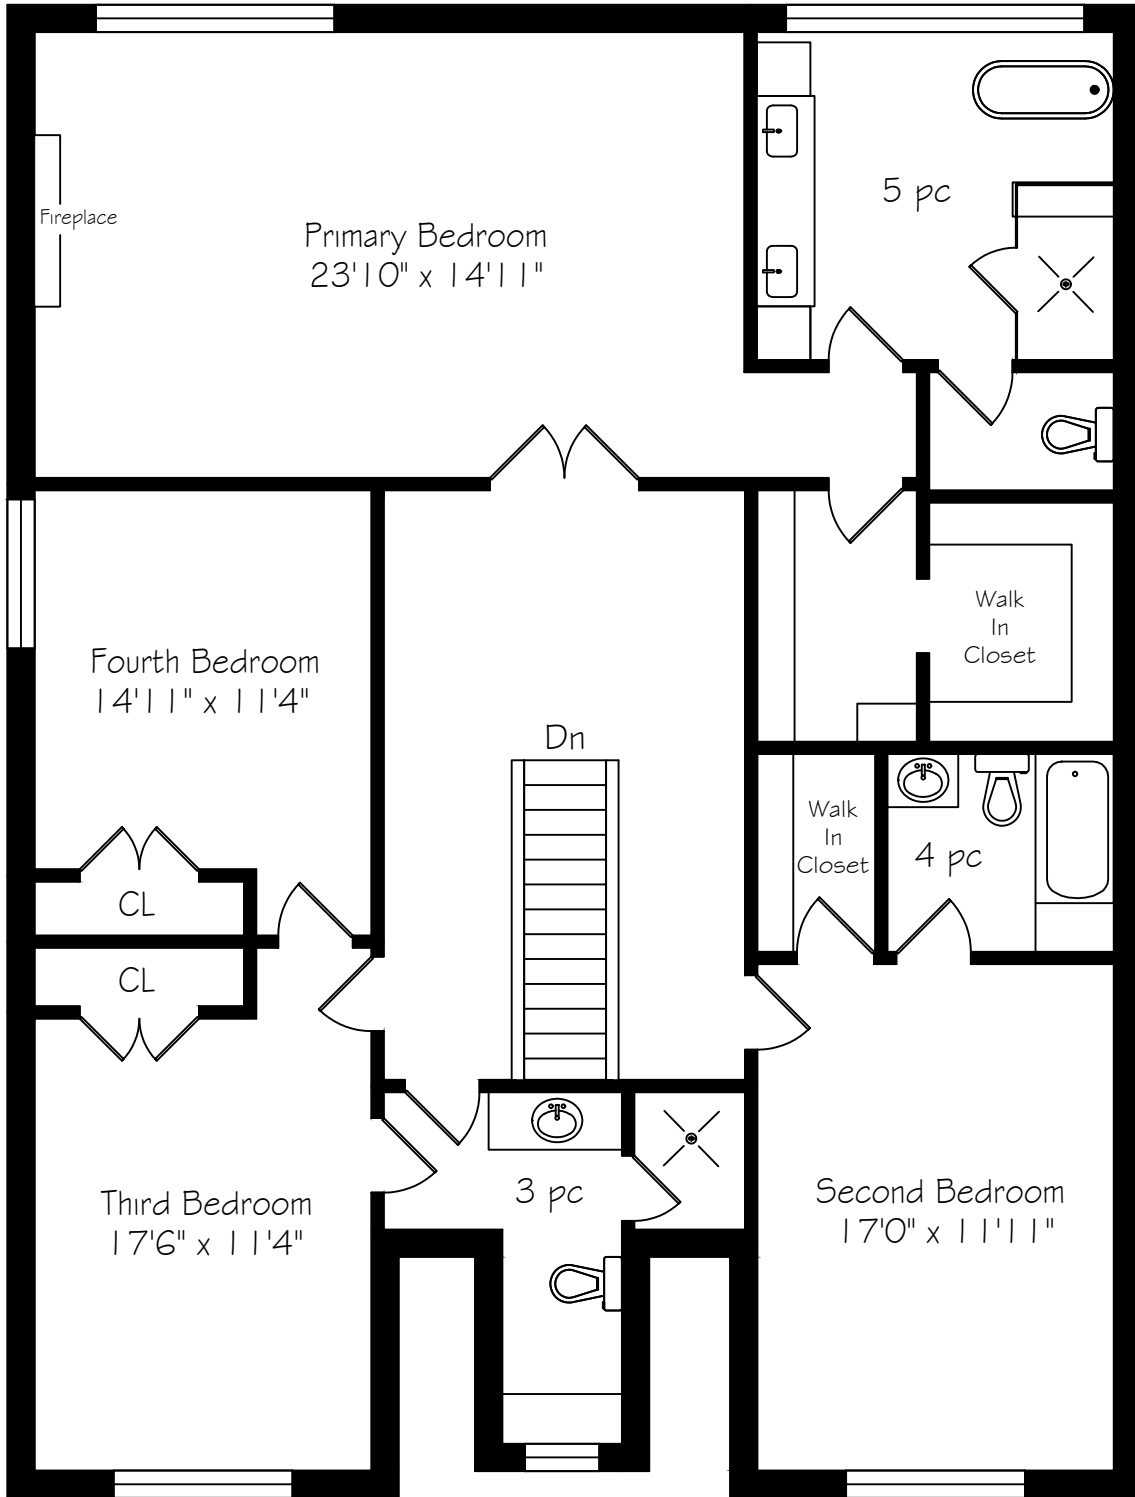 5 pc
Fireplace
Primary Bedroom
23'10" x 14'11"
Walk
In
Closet
Fourth Bedroom
14'11" x 11'4"
Dn
Walk
In
Closet
4 pc
CL
CL
3 pc
Third Bedroom
17'6" x 11'4"
Second Bedroom
17'0" x 11'11"